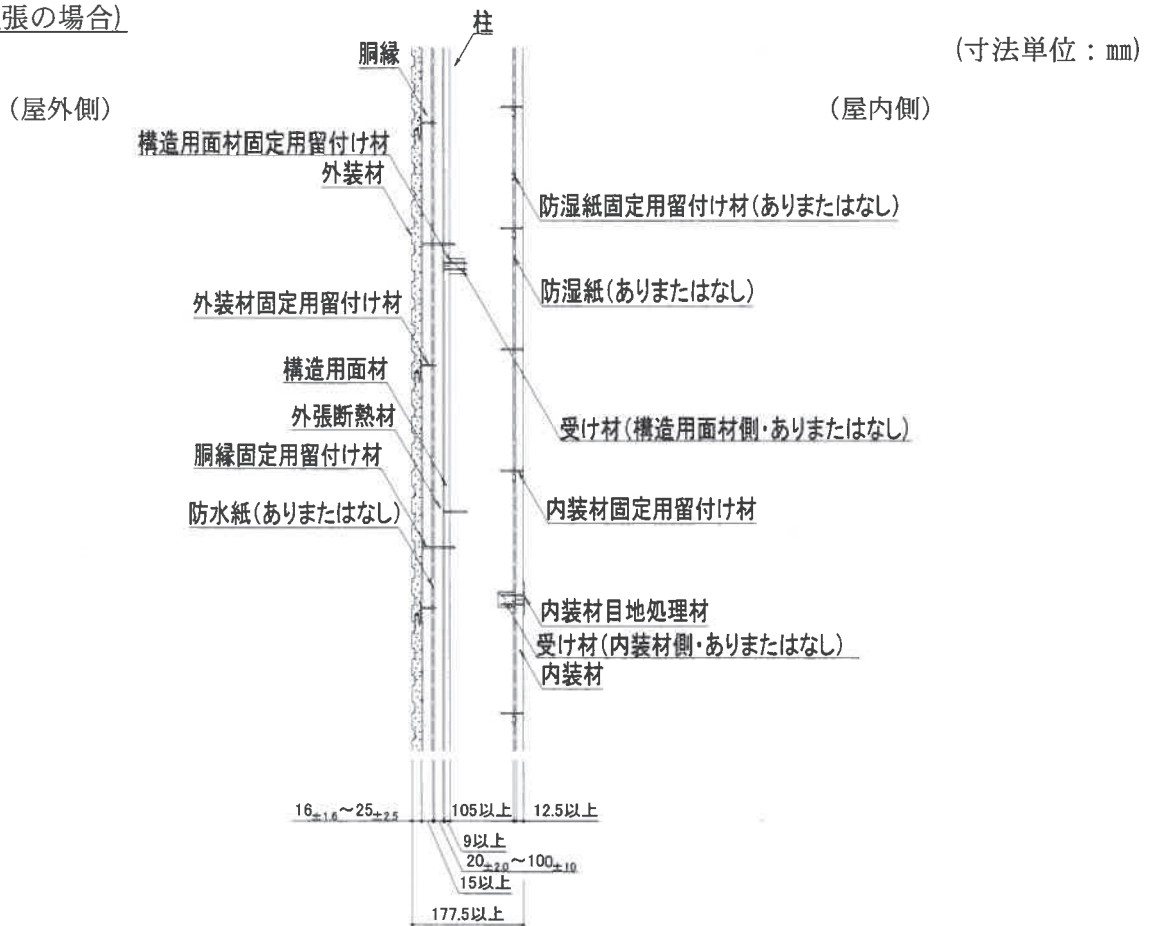 張の場合)
柱
(寸法単位：mm)
胴縁
(屋外側)
(屋内側)
構造用面材固定用留付け材
外装材
防湿紙固定用留付け材(ありまたはなし)
防湿紙(ありまたはなし)
外装材固定用留付け材
構造用面材
外張断熱材
受け材(構造用面材側・ありまたはなし)
胴縁固定用留付け材
防水紙(ありまたはなし)
内装材固定用留付け材
内装材目地処理材
受け材(内装材側・ありまたはなし)
内装材
16±1.6～25±2.5
105以上
12.5以上
9以上
20±2.0～100±10
15以上
177.5以上